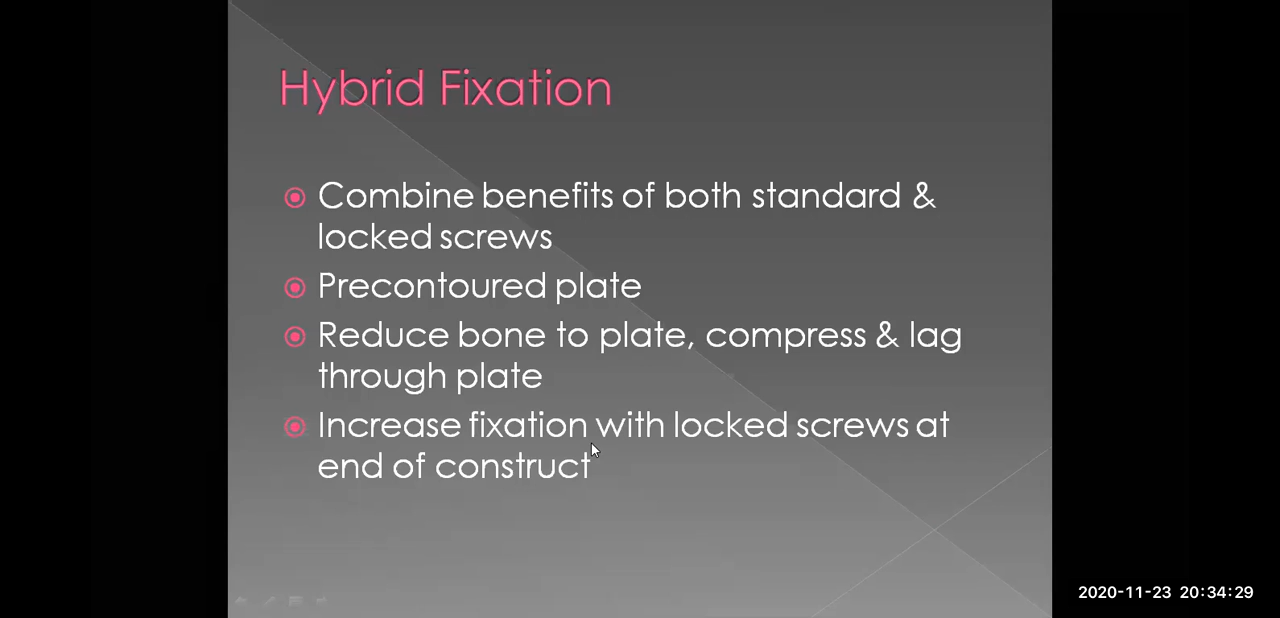 Hybrid Fixation
Combine benefits of both standard &
locked screws
Precontoured plate
Reduce bone to plate, compress & lag
through plate
Increase fixation with locked screws at
end of construct
2020-11-23 20:34:29